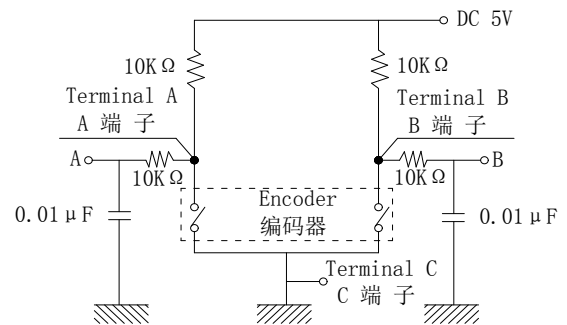 DC 5V
10KΩ
10KΩ
Terminal A
A 端 子
Terminal B
B 端 子
A
10KΩ
10KΩ
B
0.01μF
Encoder
编码器
0.01μF
Terminal C
C 端 子